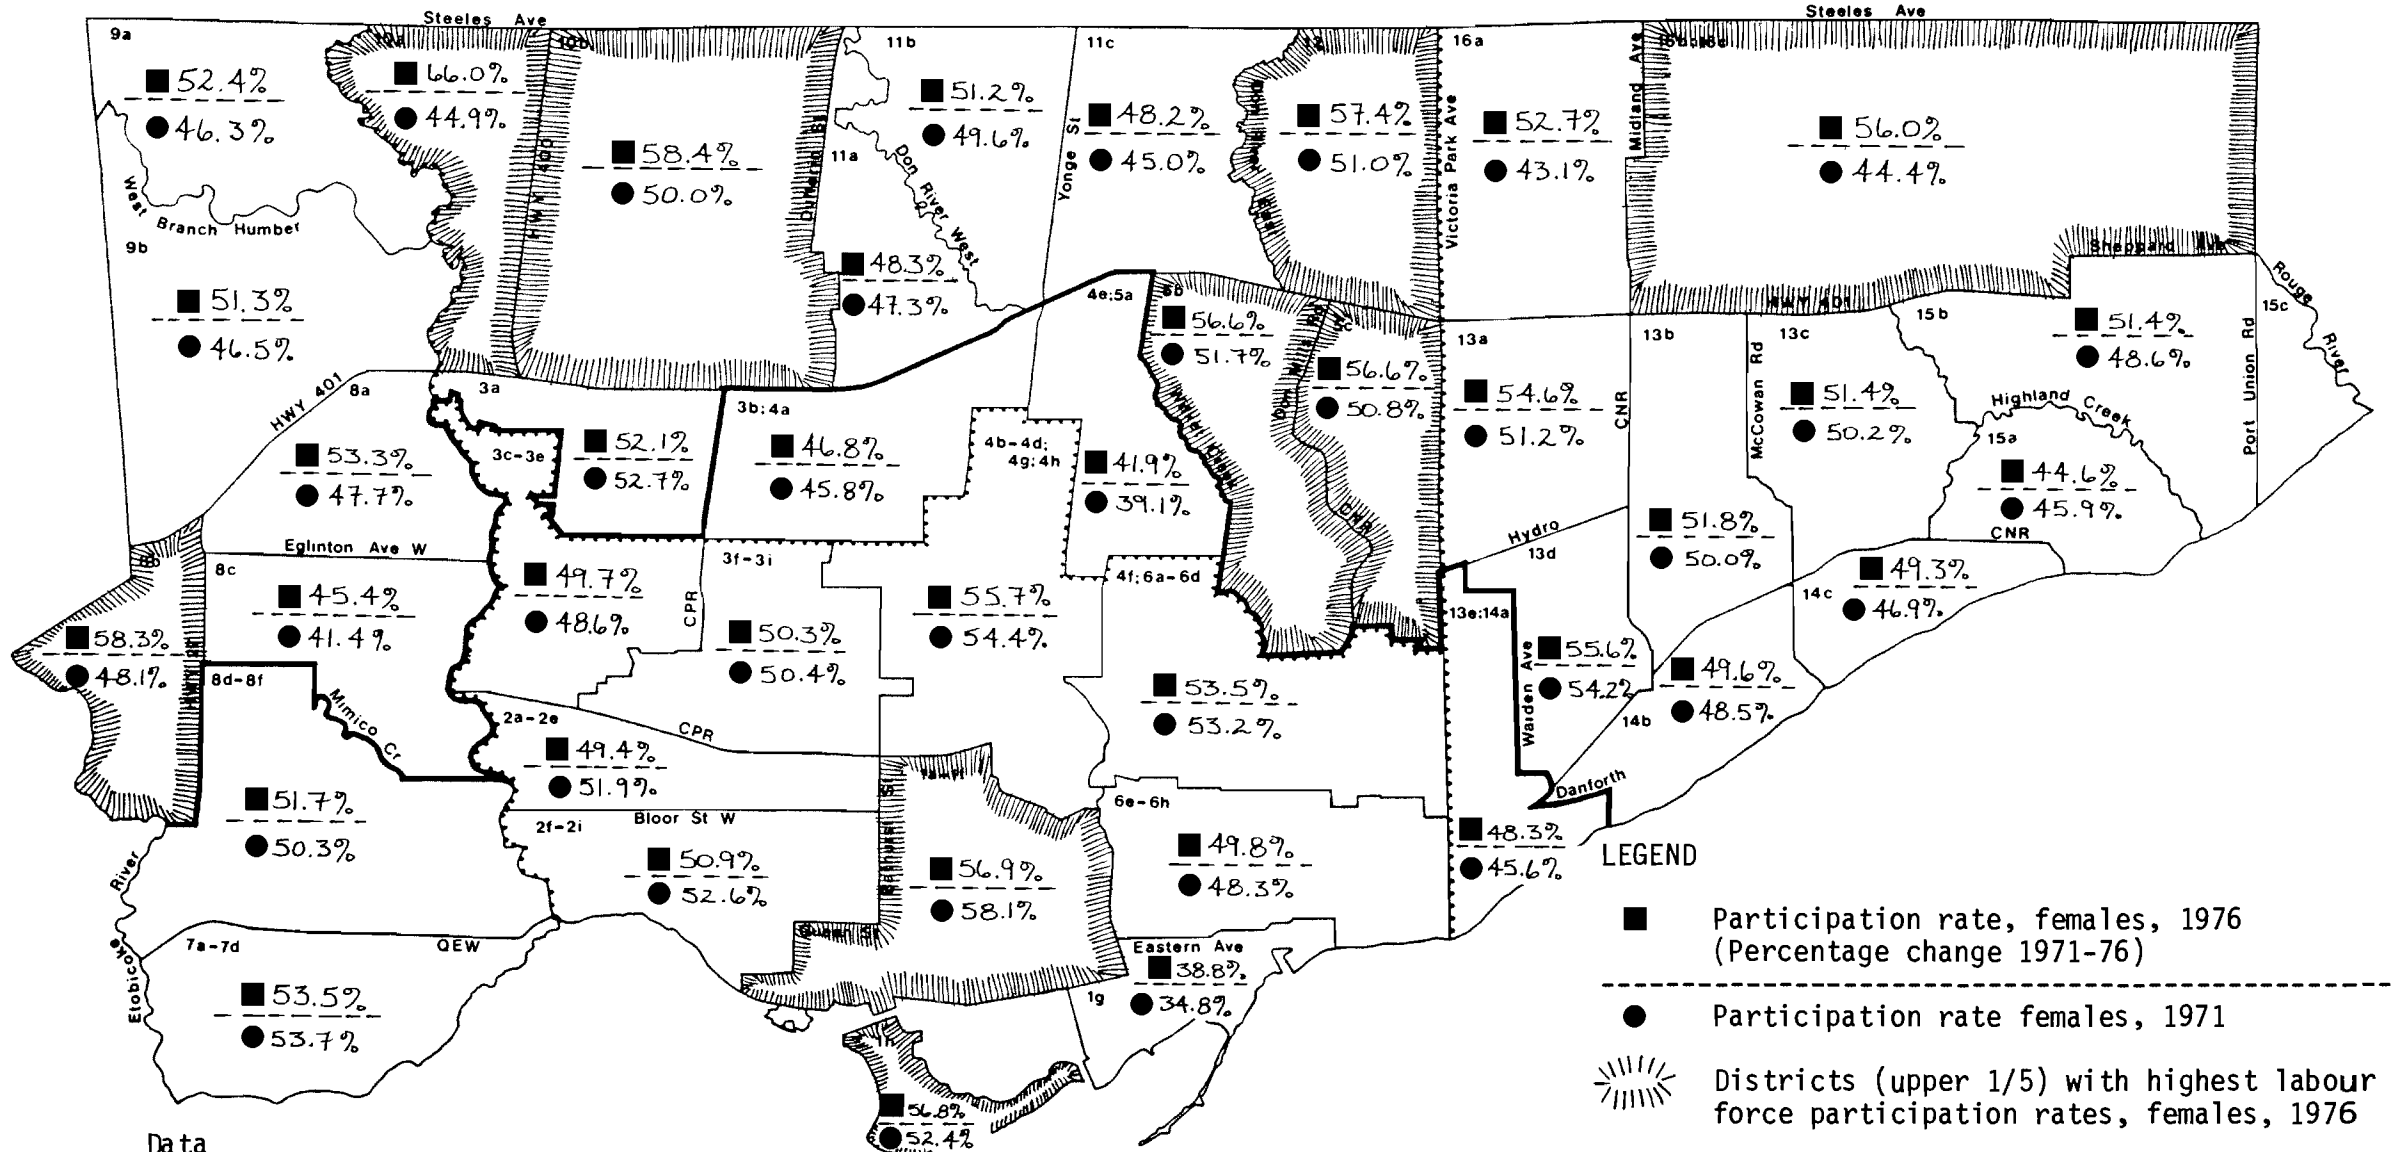 Steeles Ave
Steeles Ave
9a
52.4%
46.3%
West Branch Humber
9b
51.3%
46.5%
10a
66.0%
44.9%
HWY 400
10b
58.4%
50.0%
Dufferin St
11b
51.2%
49.6%
11a
Don River West
48.3%
47.3%
11c
Yonge St
48.2%
45.0%
12
57.4%
51.0%
Victoria Park Ave
16a
52.7%
43.1%
Midland Ave
56.0%
44.4%
Sheppard Ave
HWY 401
Rouge River
15c
Port Union Rd
15b
51.4%
48.6%
Highland Creek
15a
44.6%
45.9%
CNR
HWY 401
8a
53.3%
47.7%
3a
3c-3e
52.1%
52.7%
3b;4a
46.8%
45.8%
4b-4d;
4g;4h
4e;5a
41.9%
39.1%
5b
56.6%
51.7%
Don Mills Rd
5c
56.6%
50.8%
CNR
13a
54.6%
51.2%
CNR
13b
51.8%
50.0%
McCowan Rd
13c
51.4%
50.2%
Hydro
13d
55.6%
54.2%
14c
49.3%
46.9%
14b
49.6%
48.5%
13e;14a
Warden Ave
Danforth
48.3%
45.6%
8b
58.3%
48.1%
Eglinton Ave W
8c
45.4%
41.4%
8d-8f
Mimico Cr
51.7%
50.3%
49.7%
48.6%
CPR
3f-3i
50.3%
50.4%
55.7%
54.4%
4f;6a-6d
53.5%
53.2%
2a-2e
CPR
49.4%
51.9%
Bloor St W
2f-2i
50.9%
52.6%
Bathurst St
Queen St
1a-1f
56.9%
58.1%
6e-6h
49.8%
48.3%
Eastern Ave
38.8%
34.8%
1g
1h
56.8%
52.4%
Etobicoke River
7a-7d
QEW
53.5%
53.7%
LEGEND
Participation rate, females, 1976
(Percentage change 1971-76)
Participation rate females, 1971
Districts (upper 1/5) with highest labour
force participation rates, females, 1976
Data